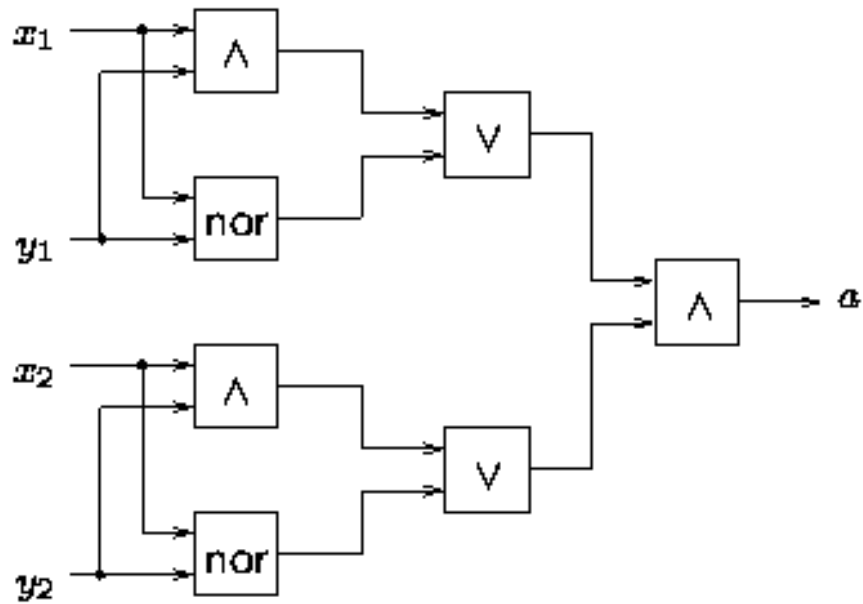 x₁
∧
∨
nor
y₁
∧
a
x₂
∧
∨
nor
y₂